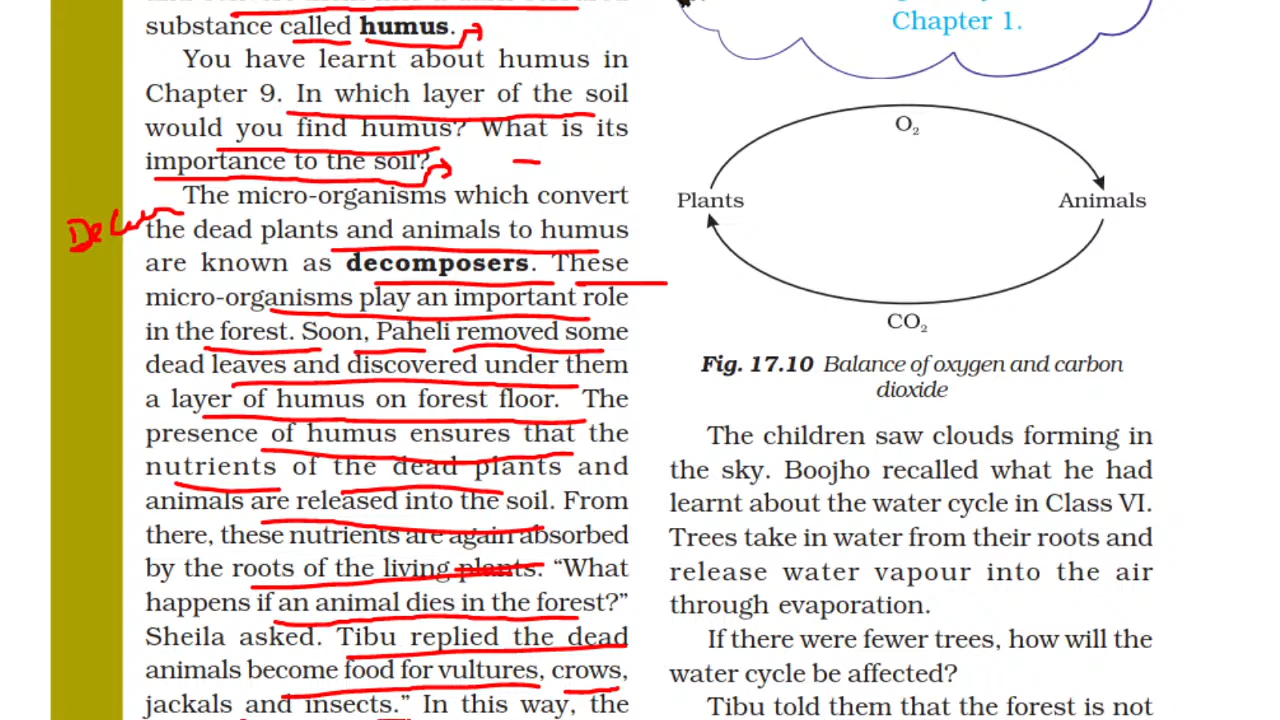 substance called humus.
You have learnt about humus in
Chapter 9. In which layer of the soil
would you find humus? What is its
importance to the soil?
The micro-organisms which convert
the dead plants and animals to humus
are known as decomposers. These
micro-organisms play an important role
in the forest. Soon, Paheli removed some
dead leaves and discovered under them
a layer of humus on forest floor. The
presence of humus ensures that the
nutrients of the dead plants and
animals are released into the soil. From
there, these nutrients are again absorbed
by the roots of the living plants. “What
happens if an animal dies in the forest?”
Sheila asked. Tibu replied the dead
animals become food for vultures, crows,
jackals and insects.” In this way, the
Chapter 1.
O₂
Plants
Animals
CO₂
Fig. 17.10 Balance of oxygen and carbon
dioxide
The children saw clouds forming in
the sky. Boojho recalled what he had
learnt about the water cycle in Class VI.
Trees take in water from their roots and
release water vapour into the air
through evaporation.
If there were fewer trees, how will the
water cycle be affected?
Tibu told them that the forest is not